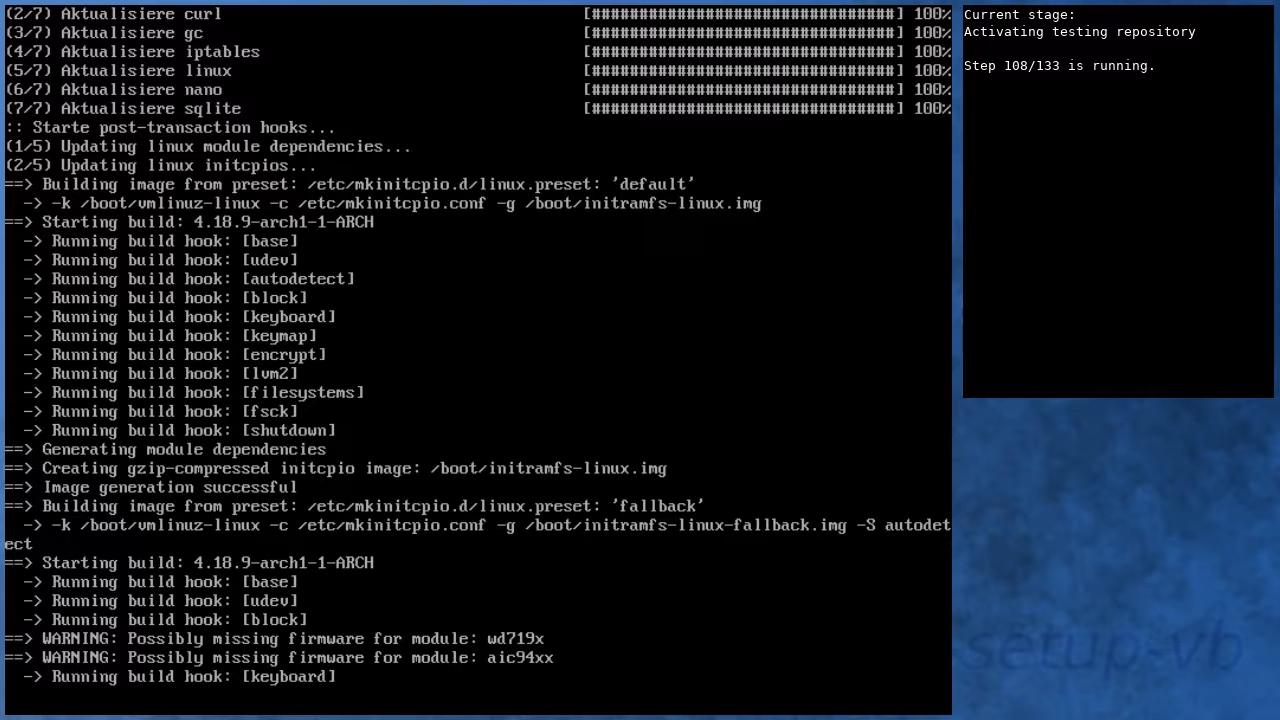 (2/7) Aktualisiere curl [################################] 100%
(3/7) Aktualisiere gc [################################] 100%
(4/7) Aktualisiere iptables [################################] 100%
(5/7) Aktualisiere linux [################################] 100%
(6/7) Aktualisiere nano [################################] 100%
(7/7) Aktualisiere sqlite [################################] 100%
:: Starte post-transaction hooks...
(1/5) Updating linux module dependencies...
(2/5) Updating linux initcpios...
==> Building image from preset: /etc/mkinitcpio.d/linux.preset: 'default'
  -> -k /boot/vmlinuz-linux -c /etc/mkinitcpio.conf -g /boot/initramfs-linux.img
==> Starting build: 4.18.9-arch1-1-ARCH
  -> Running build hook: [base]
  -> Running build hook: [udev]
  -> Running build hook: [autodetect]
  -> Running build hook: [block]
  -> Running build hook: [keyboard]
  -> Running build hook: [keymap]
  -> Running build hook: [encrypt]
  -> Running build hook: [lvm2]
  -> Running build hook: [filesystems]
  -> Running build hook: [fsck]
  -> Running build hook: [shutdown]
==> Generating module dependencies
==> Creating gzip-compressed initcpio image: /boot/initramfs-linux.img
==> Image generation successful
==> Building image from preset: /etc/mkinitcpio.d/linux.preset: 'fallback'
  -> -k /boot/vmlinuz-linux -c /etc/mkinitcpio.conf -g /boot/initramfs-linux-fallback.img -S autodet
ect
==> Starting build: 4.18.9-arch1-1-ARCH
  -> Running build hook: [base]
  -> Running build hook: [udev]
  -> Running build hook: [block]
==> WARNING: Possibly missing firmware for module: wd719x
==> WARNING: Possibly missing firmware for module: aic94xx
  -> Running build hook: [keyboard]
Current stage:
Activating testing repository
Step 108/133 is running.
setup-vb